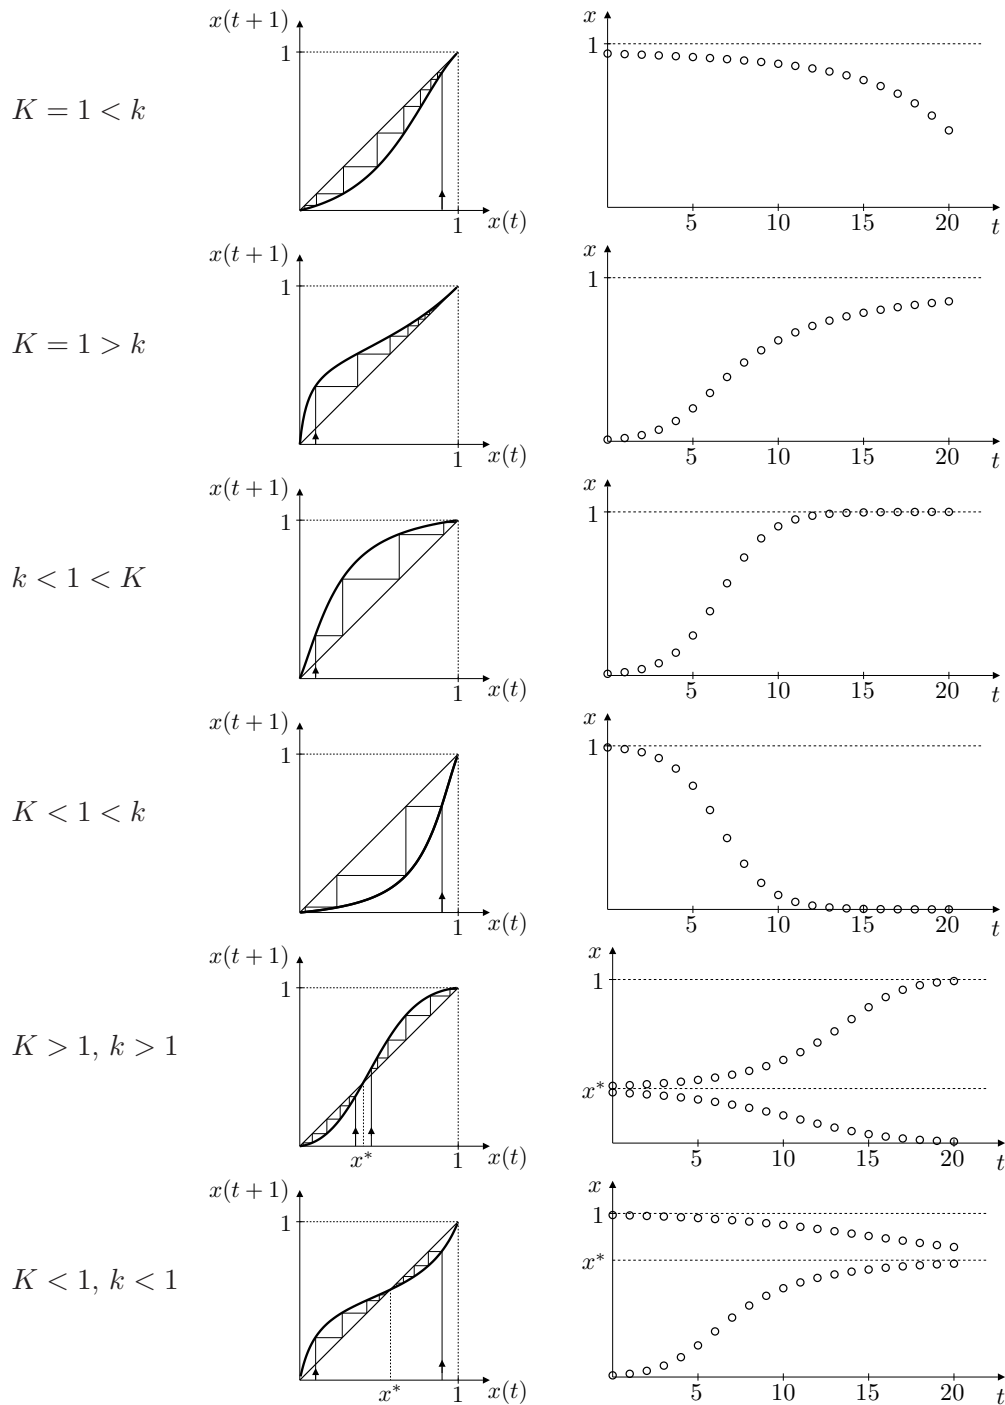 x(t + 1)
1
K = 1 < k
1
x(t)
x
1
5
10
15
20
t
x(t + 1)
1
K = 1 > k
1
x(t)
x
1
5
10
15
20
t
x(t + 1)
1
k < 1 < K
1
x(t)
x
1
5
10
15
20
t
x(t + 1)
1
K < 1 < k
1
x(t)
x
1
5
10
15
20
t
x(t + 1)
1
K > 1, k > 1
x*
1
x(t)
x
1
x*
5
10
15
20
t
x(t + 1)
1
K < 1, k < 1
x*
1
x(t)
x
1
x*
5
10
15
20
t